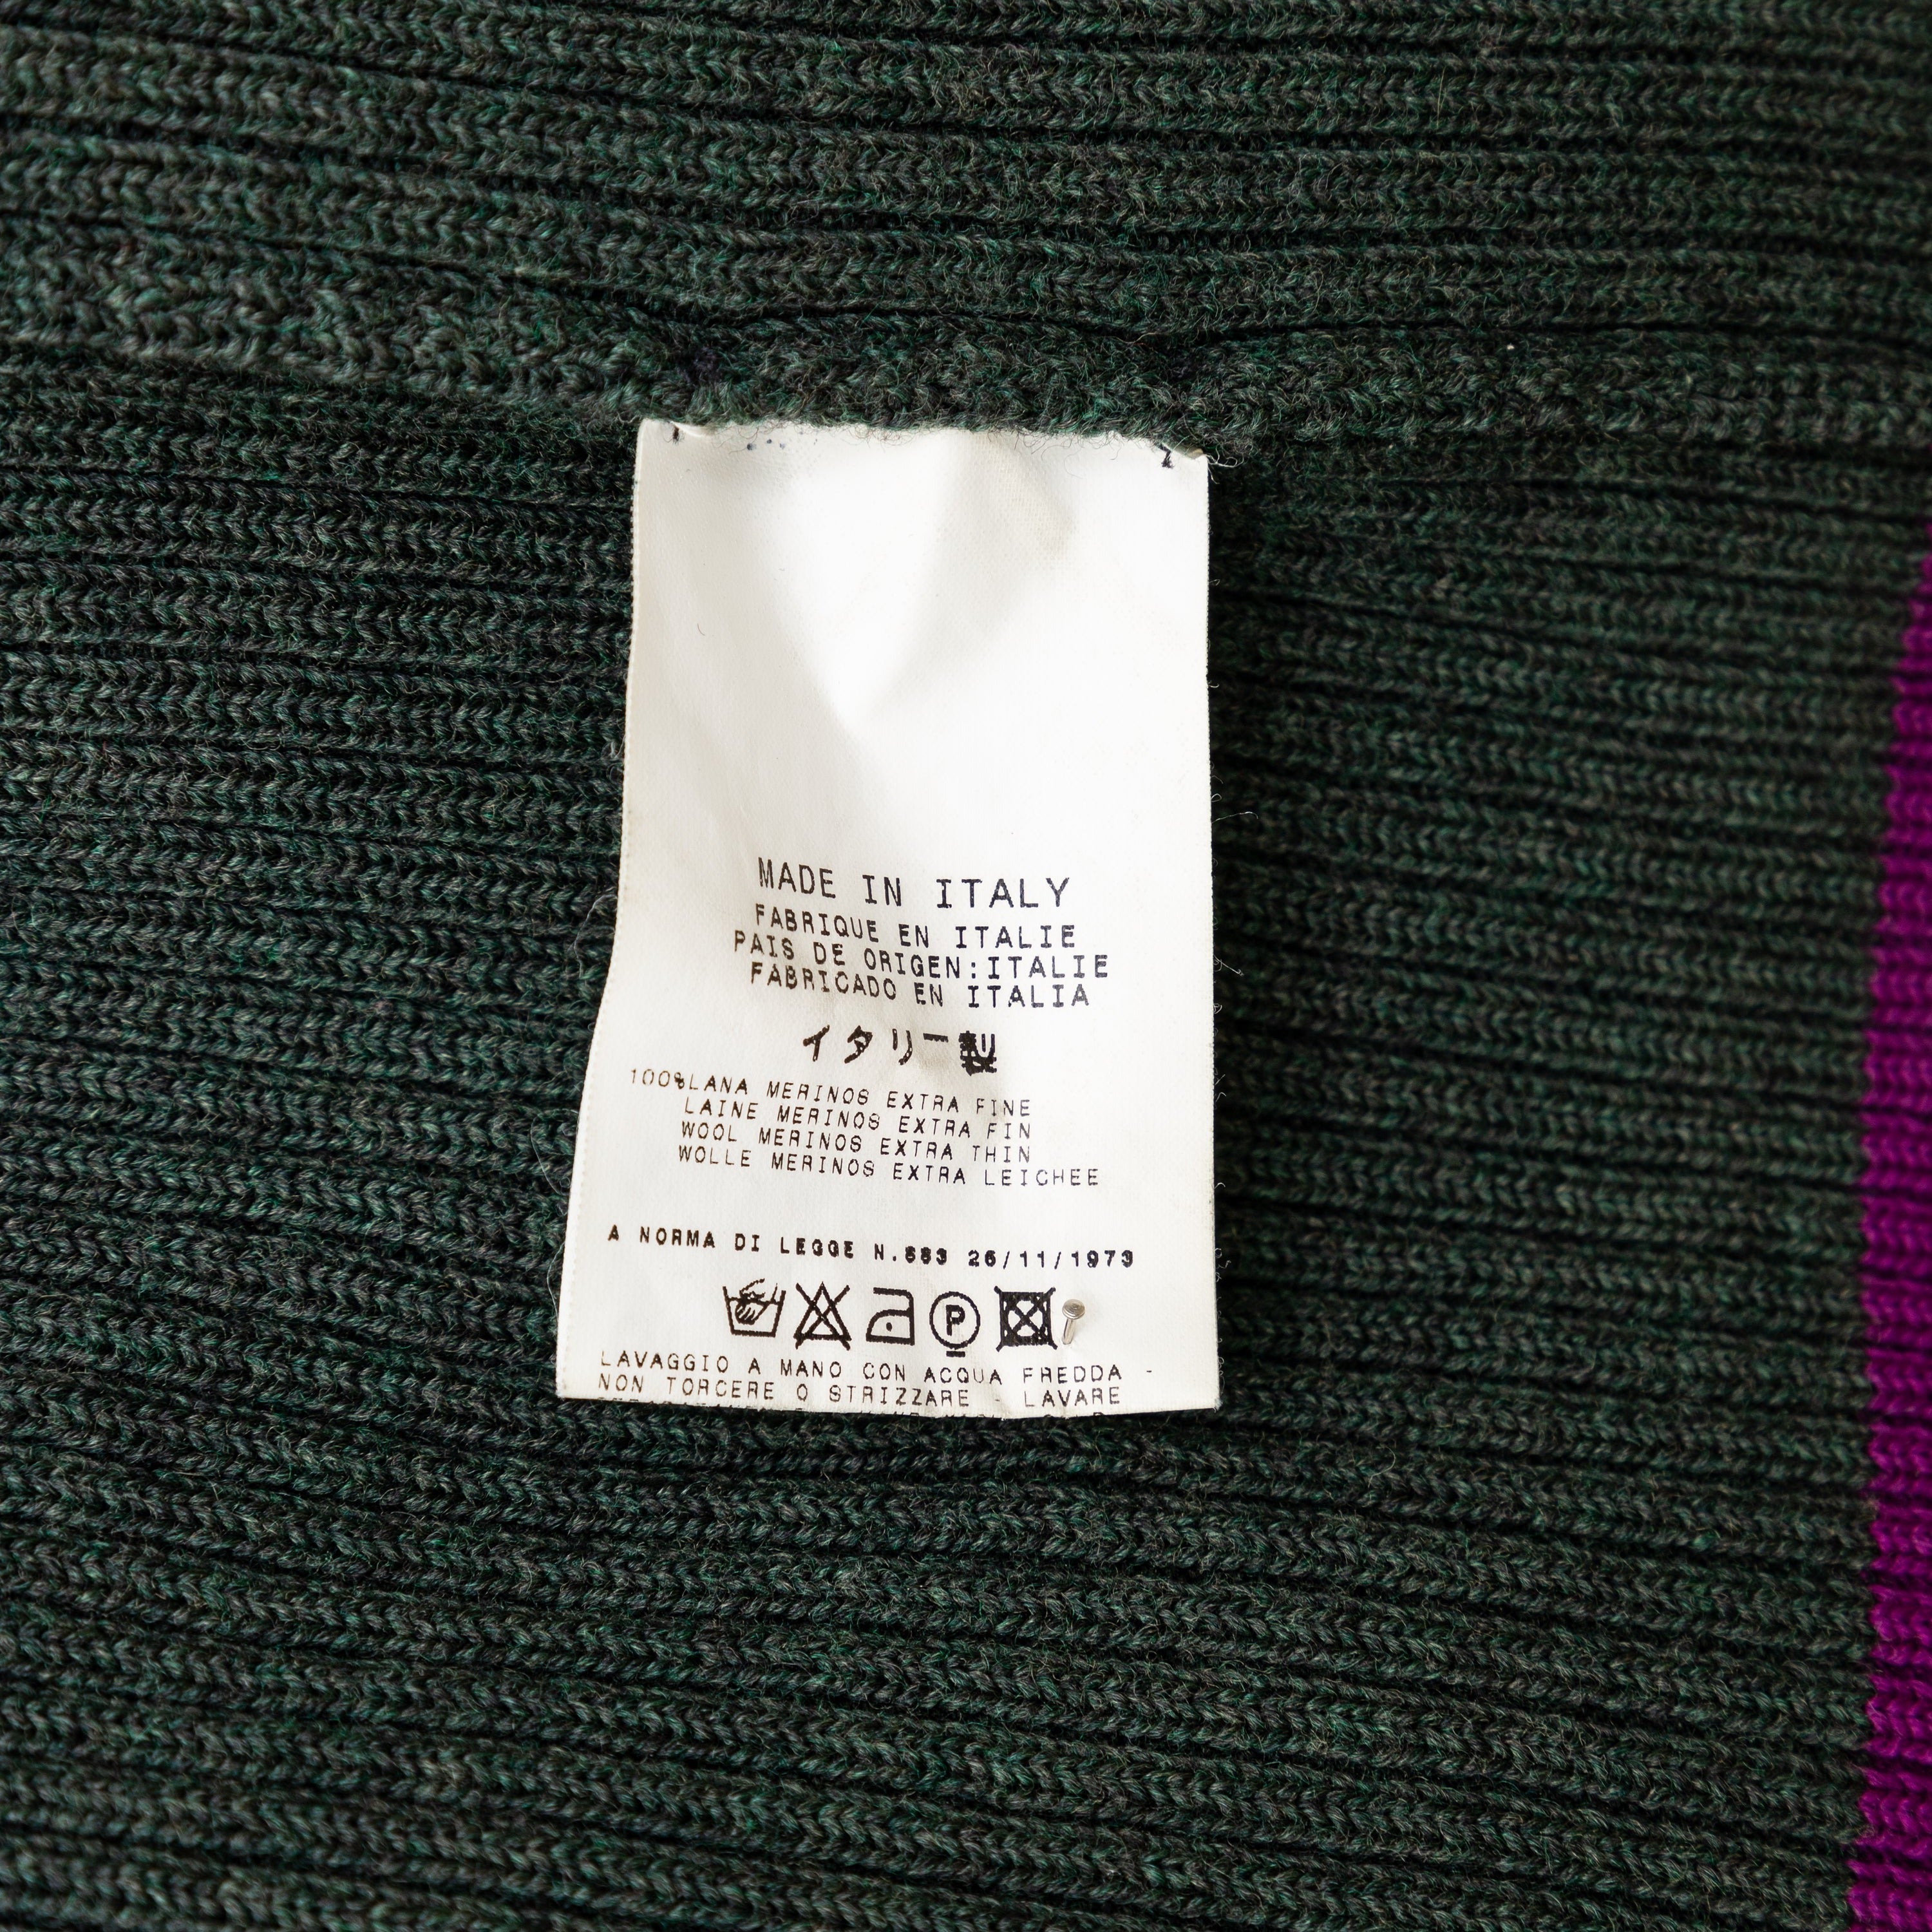 MADE IN ITALY
FABRIQUE EN ITALIE
PAIS DE ORIGEN:ITALIE
FABRICADO EN ITALIA
イタリー製
100%LANA MERINOS EXTRA FINE
LAINE MERINOS EXTRA FIN
WOOL MERINOS EXTRA THIN
WOLLE MERINOS EXTRA LEICHEE
A NORMA DI LEGGE N.883 26/11/1973
P
LAVAGGIO A MANO CON ACQUA FREDDA -
NON TORCERE O STRIZZARE - LAVARE